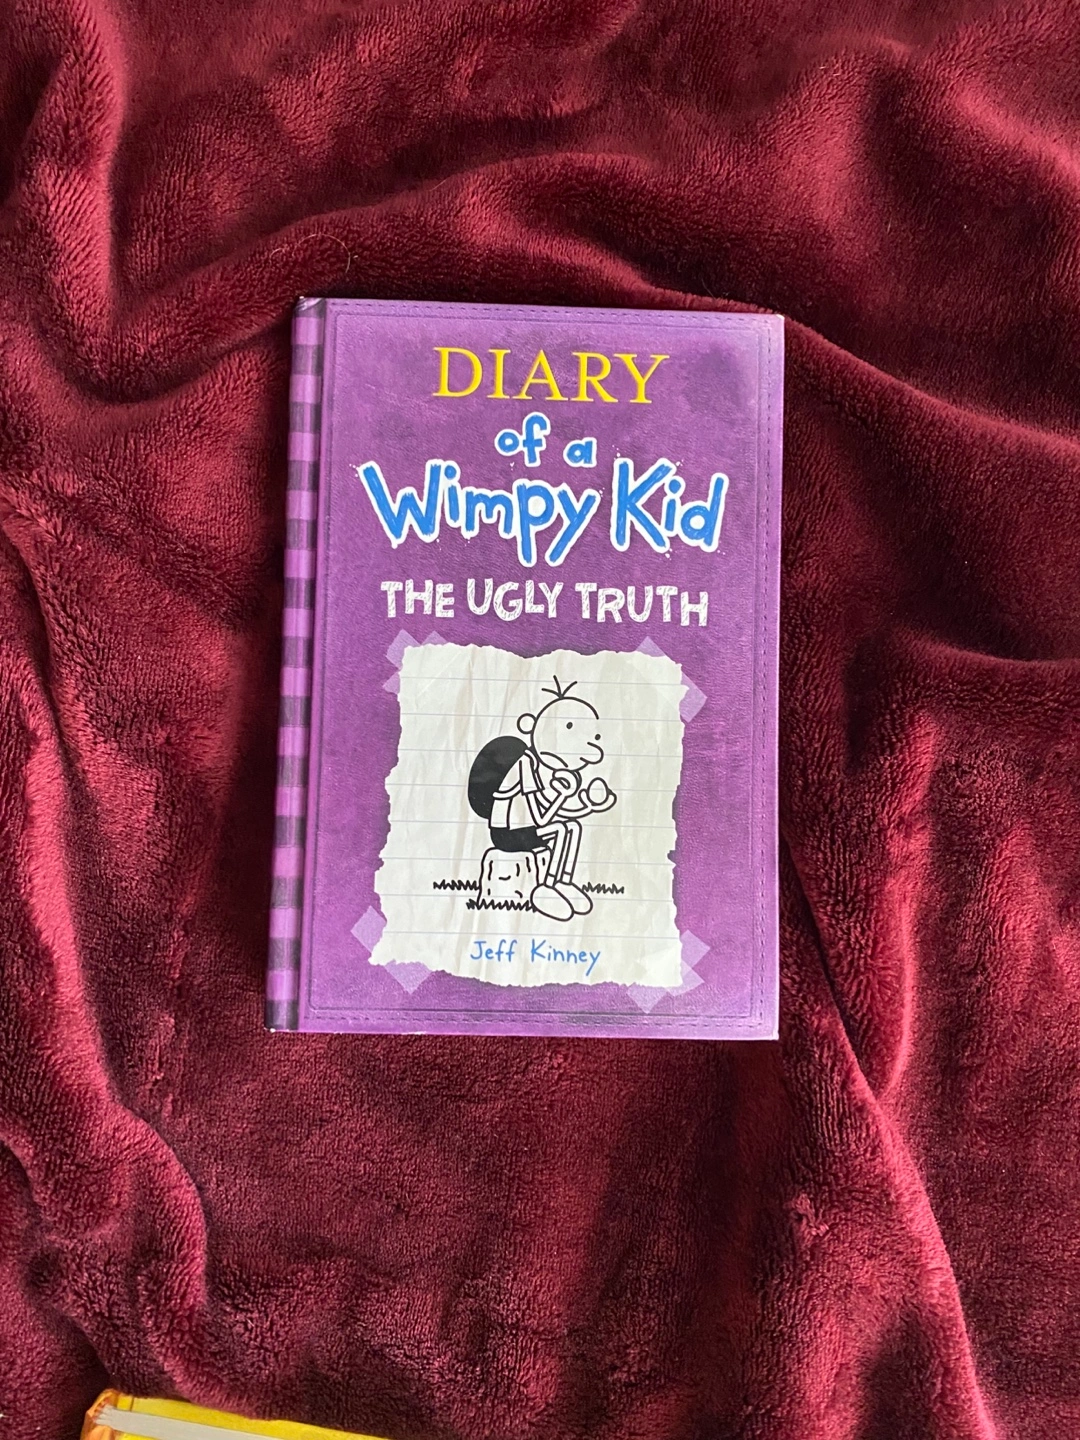 DIARY
of a
Wimpy Kid
THE UGLY TRUTH
Jeff Kinney